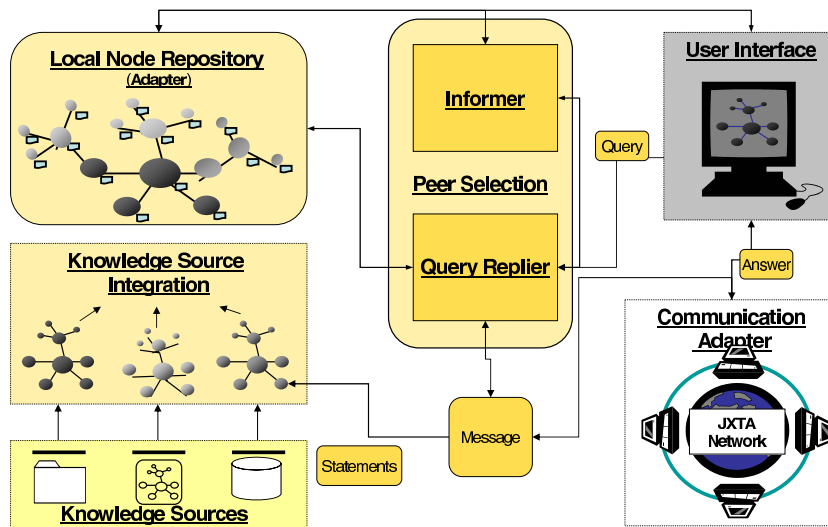 Local Node Repository
(Adapter)
Informer
User Interface
Query
Peer Selection
Query Replier
Knowledge Source
Integration
Answer
Communication
Adapter
JXTA
Network
Message
Statements
Knowledge Sources